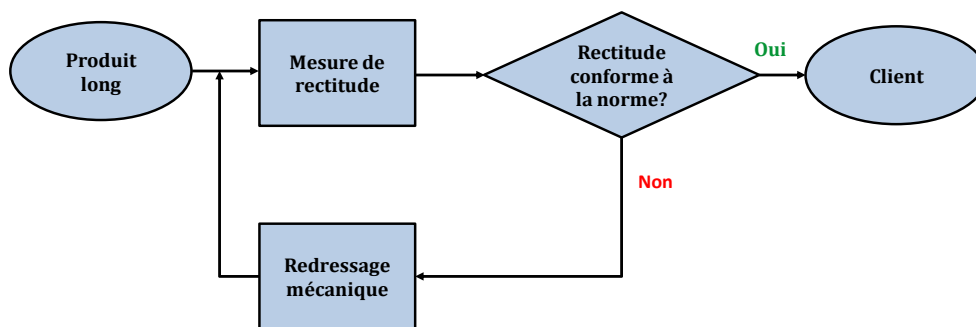 Produit
long
Mesure de
rectitude
Rectitude
conforme à
la norme?
Oui
Client
Non
Redressage
mécanique